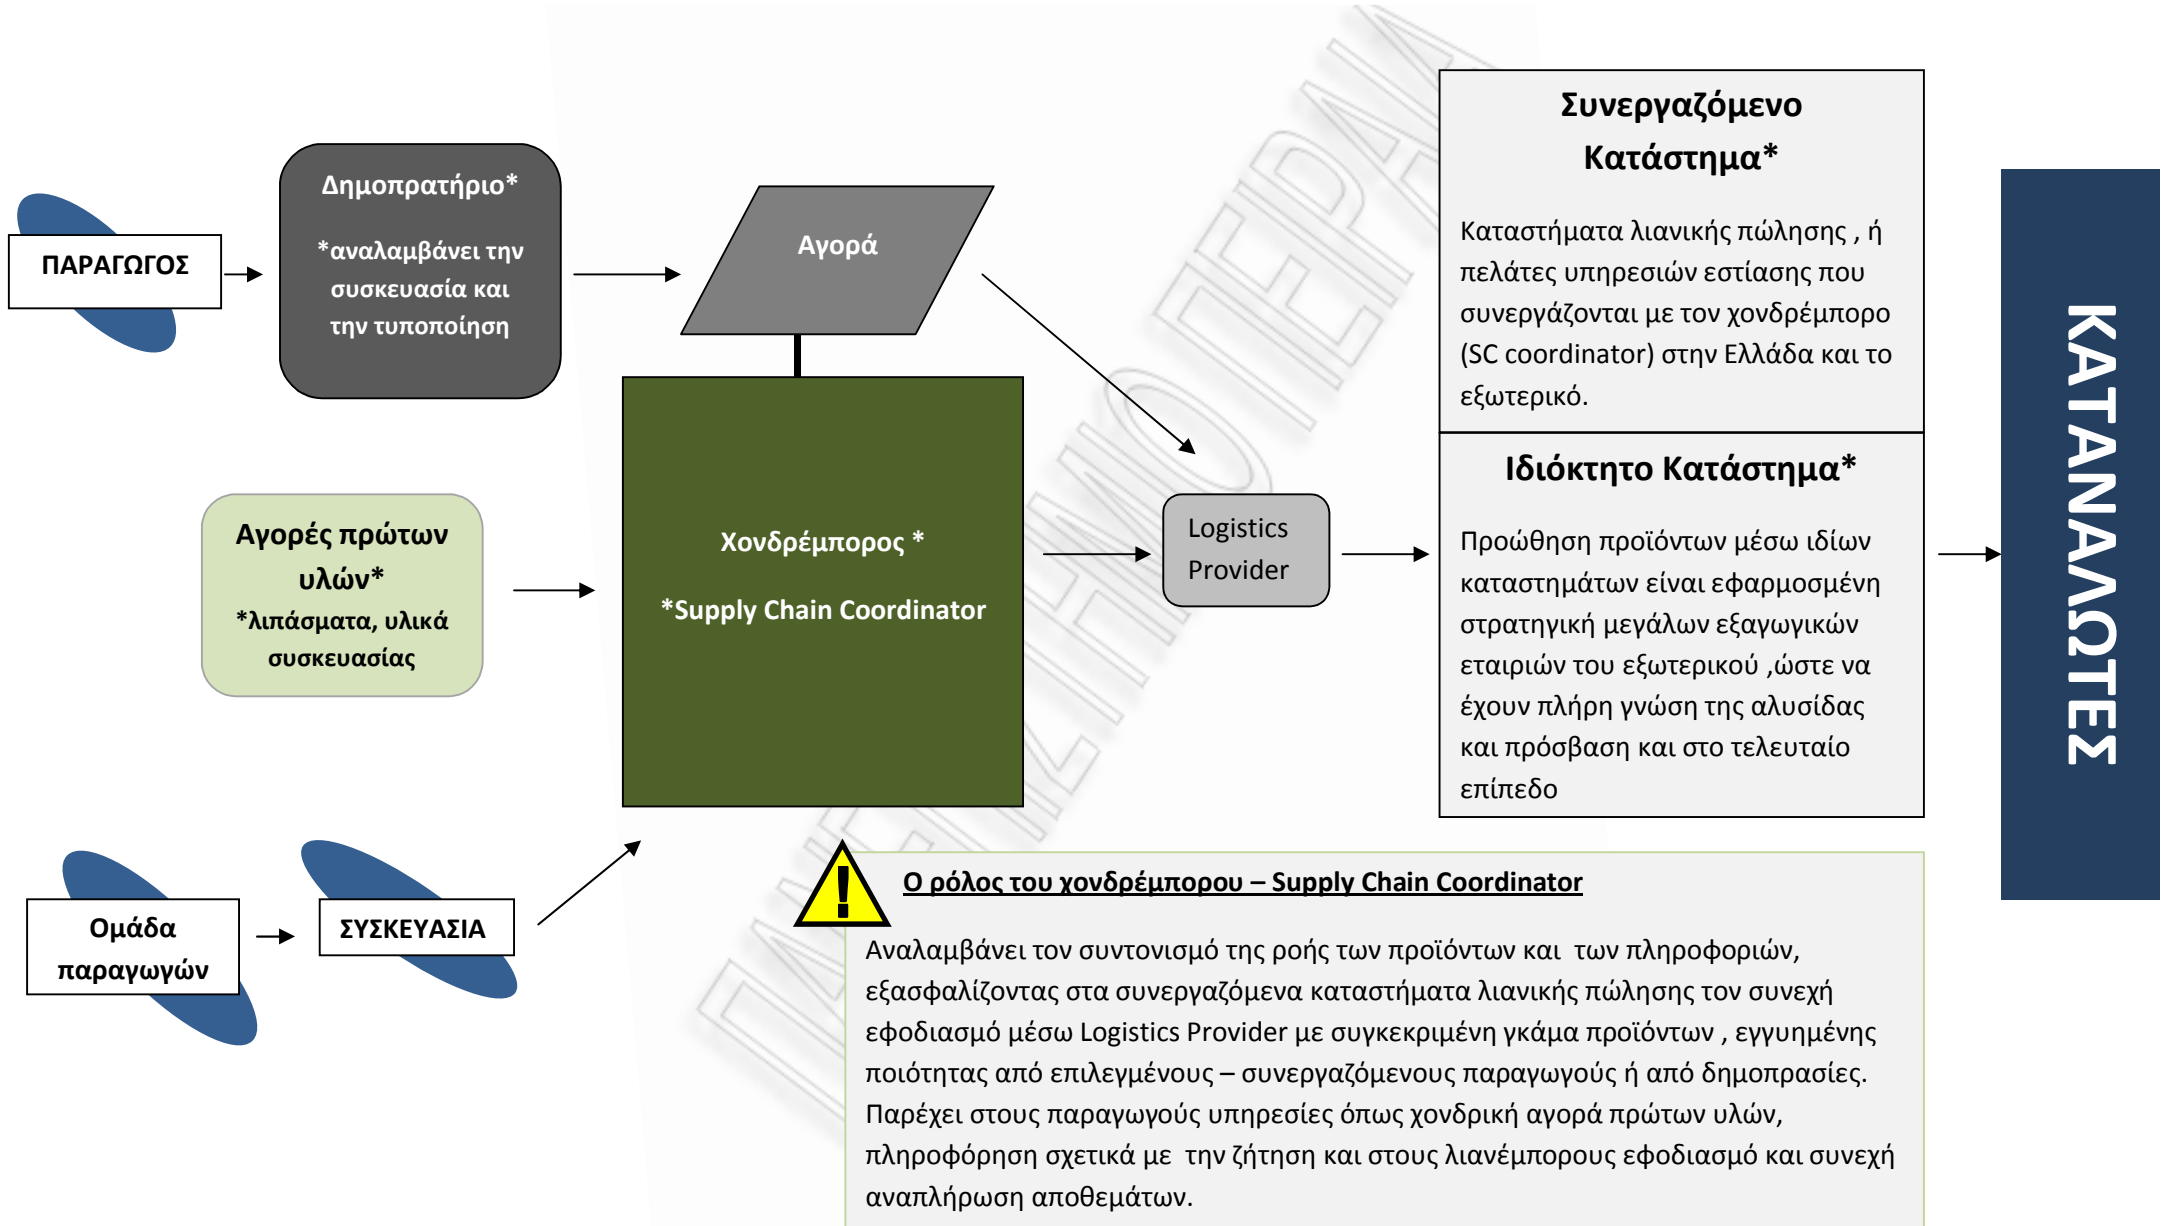 ΠΑΡΑΓΩΓΟΣ
Δημοπρατήριο*
*αναλαμβάνει την
συσκευασία και
την τυποποίηση
Αγορά
Αγορές πρώτων
υλών*
*λιπάσματα, υλικά
συσκευασίας
Χονδρέμπορος *
*Supply Chain Coordinator
Ομάδα
παραγωγών
ΣΥΣΚΕΥΑΣΙΑ
Logistics
Provider
Συνεργαζόμενο
Κατάστημα*
Καταστήματα λιανικής πώλησης , ή
πελάτες υπηρεσιών εστίασης που
συνεργάζονται με τον χονδρέμπορο
(SC coordinator) στην Ελλάδα και το
εξωτερικό.
Ιδιόκτητο Κατάστημα*
Προώθηση προϊόντων μέσω ιδίων
καταστημάτων είναι εφαρμοσμένη
στρατηγική μεγάλων εξαγωγικών
εταιριών του εξωτερικού ,ώστε να
έχουν πλήρη γνώση της αλυσίδας
και πρόσβαση και στο τελευταίο
επίπεδο
ΚΑΤΑΝΑΛΩΤΕΣ
Ο ρόλος του χονδρέμπορου – Supply Chain Coordinator
Αναλαμβάνει τον συντονισμό της ροής των προϊόντων και  των πληροφοριών,
εξασφαλίζοντας στα συνεργαζόμενα καταστήματα λιανικής πώλησης τον συνεχή
εφοδιασμό μέσω Logistics Provider με συγκεκριμένη γκάμα προϊόντων , εγγυημένης
ποιότητας από επιλεγμένους – συνεργαζόμενους παραγωγούς ή από δημοπρασίες.
Παρέχει στους παραγωγούς υπηρεσίες όπως χονδρική αγορά πρώτων υλών,
πληροφόρηση σχετικά με  την ζήτηση και στους λιανέμπορους εφοδιασμό και συνεχή
αναπλήρωση αποθεμάτων.